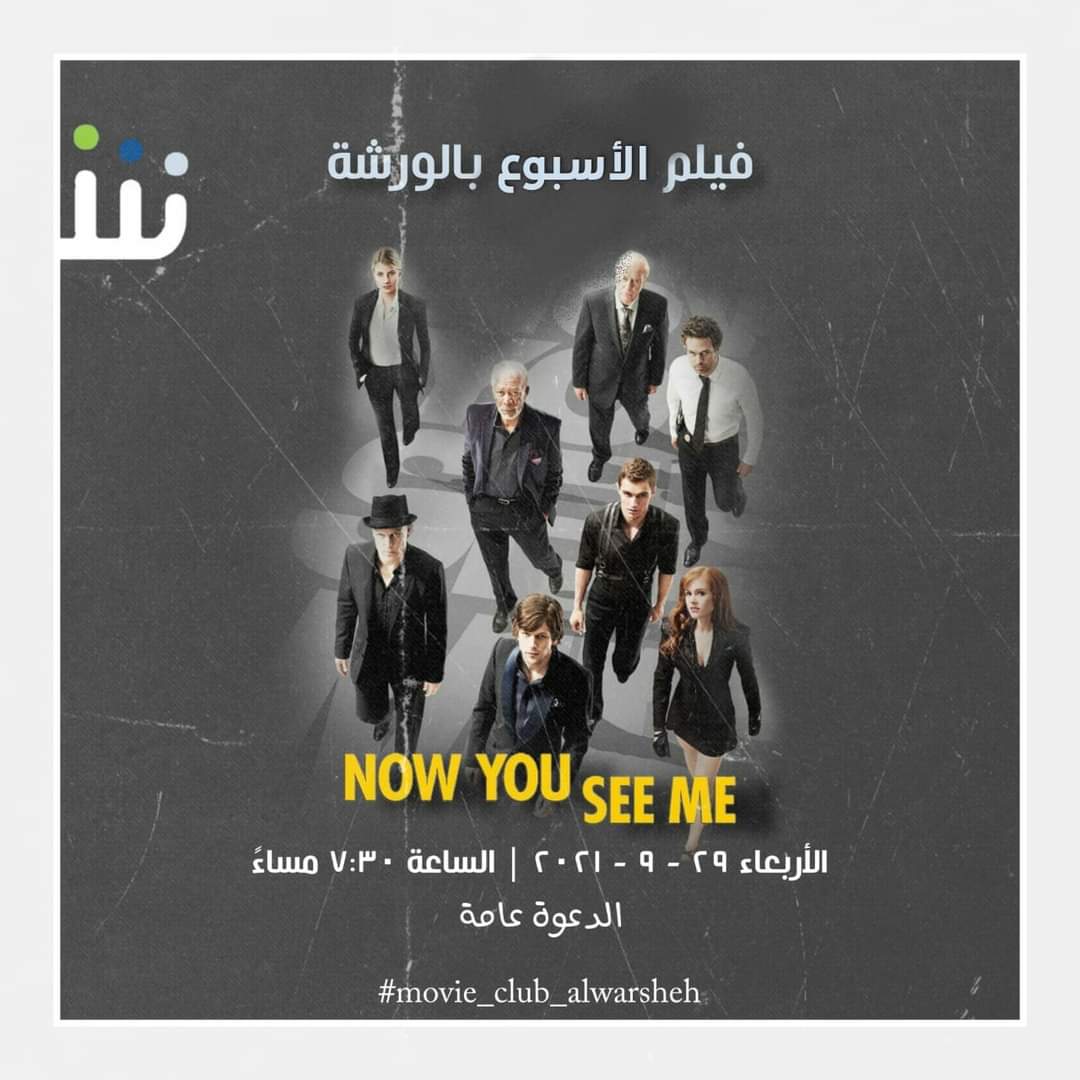 فيلم الأسبوع بالورشة
NOW YOU SEE ME
الأربعاء ٢٩ - ٩ - ٢٠٢١ | الساعة ٧:٣٠ مساءً
الدعوة عامة
#movie_club_alwarsheh